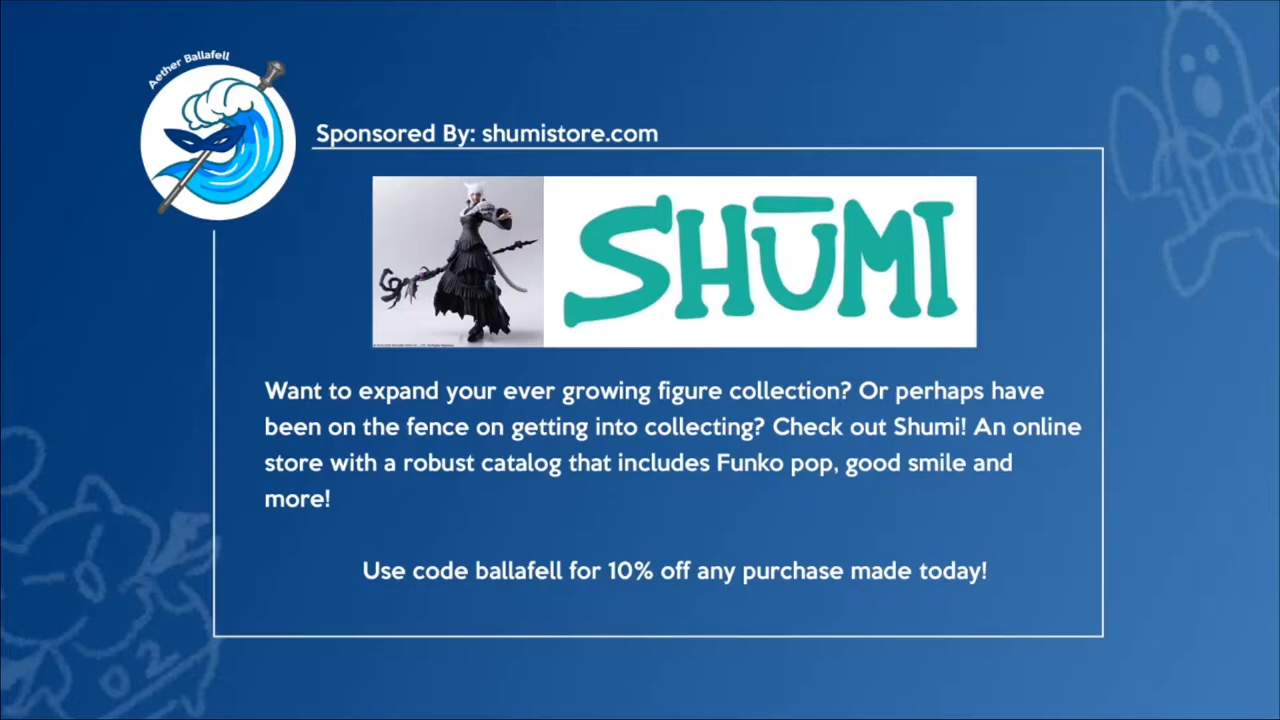 Aether Ballafell
Sponsored By: shumistore.com
SHŪMI
Want to expand your ever growing figure collection? Or perhaps have
been on the fence on getting into collecting? Check out Shumi! An online
store with a robust catalog that includes Funko pop, good smile and
more!
Use code ballafell for 10% off any purchase made today!
02